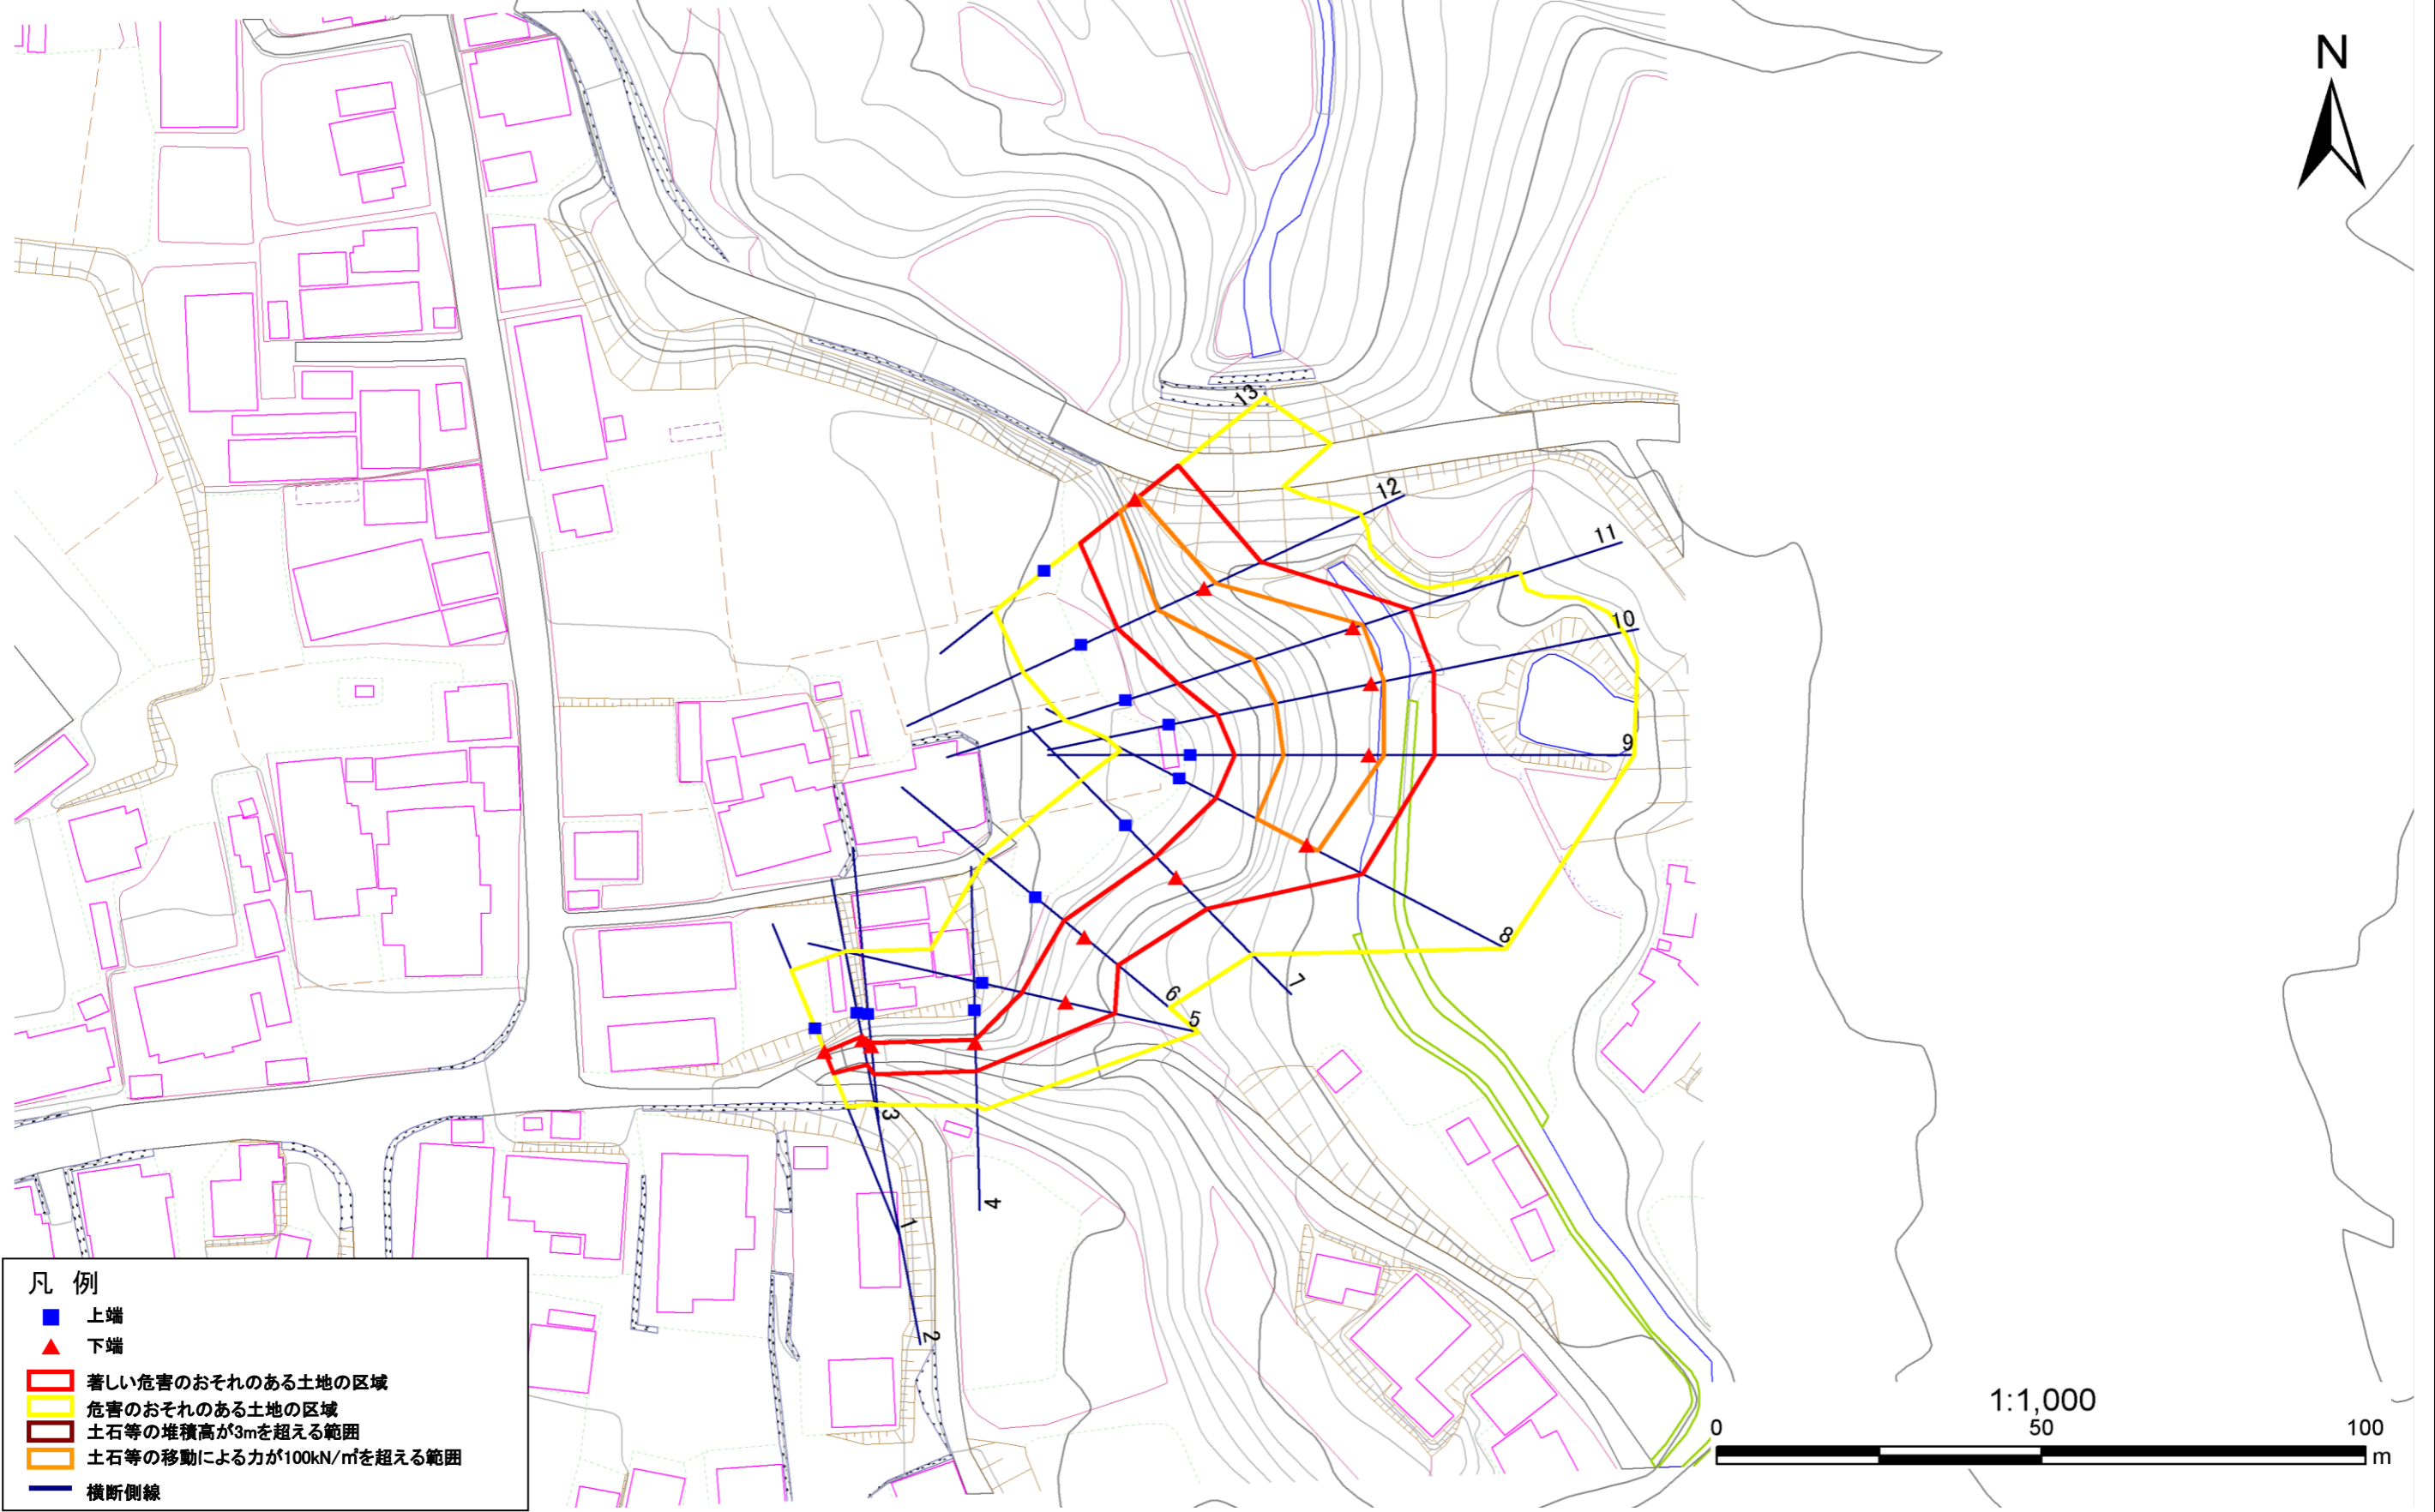 N
13
12
11
10
9
8
7
6
5
3
4
1
2
凡 例
上端
下端
著しい危害のおそれのある土地の区域
危害のおそれのある土地の区域
土石等の堆積高が3mを超える範囲
土石等の移動による力が100kN/㎡を超える範囲
横断側線
1:1,000
0 50 100
m